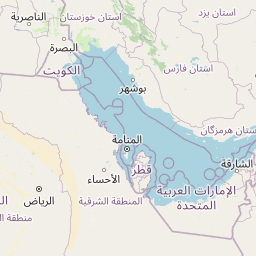 استان یزد
استان خوزستان
الناصرية
البصرة
الكويت
استان فارس
بوشهر
استان هرمزگان
المنامة
الشارقة
قطر
الأحساء
الإمارات العربية
المتحدة
الرياض
المنطقة الشرقية
منطقة ال